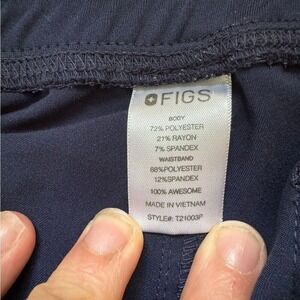 FIGS
BODY
72% POLYESTER
21% RAYON
7% SPANDEX
WAISTBAND
88% POLYESTER
12% SPANDEX
100% AWESOME
MADE IN VIETNAM
STYLE#: T21003P